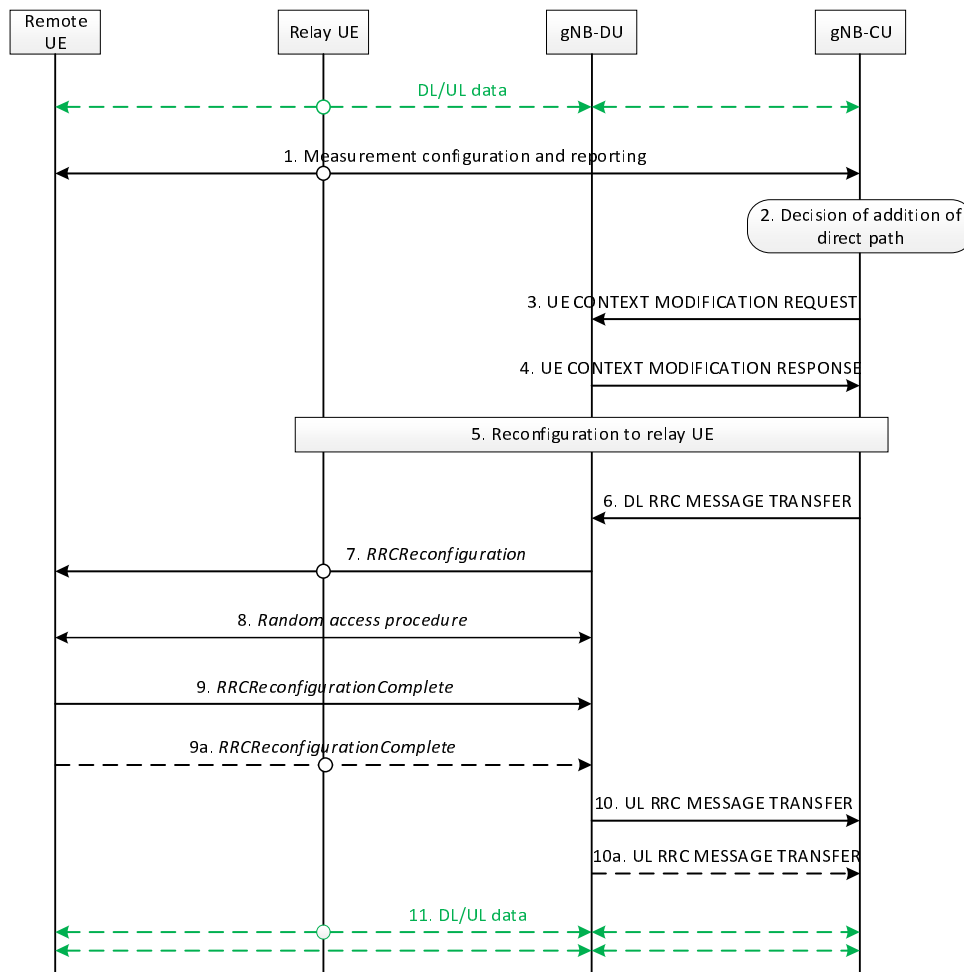 Remote
UE
Relay UE
gNB-DU
gNB-CU
DL/UL data
1. Measurement configuration and reporting
2. Decision of addition of
direct path
3. UE CONTEXT MODIFICATION REQUEST
4. UE CONTEXT MODIFICATION RESPONSE
5. Reconfiguration to relay UE
6. DL RRC MESSAGE TRANSFER
7. RRCReconfiguration
8. Random access procedure
9. RRCReconfigurationComplete
9a. RRCReconfigurationComplete
10. UL RRC MESSAGE TRANSFER
10a. UL RRC MESSAGE TRANSFER
11. DL/UL data